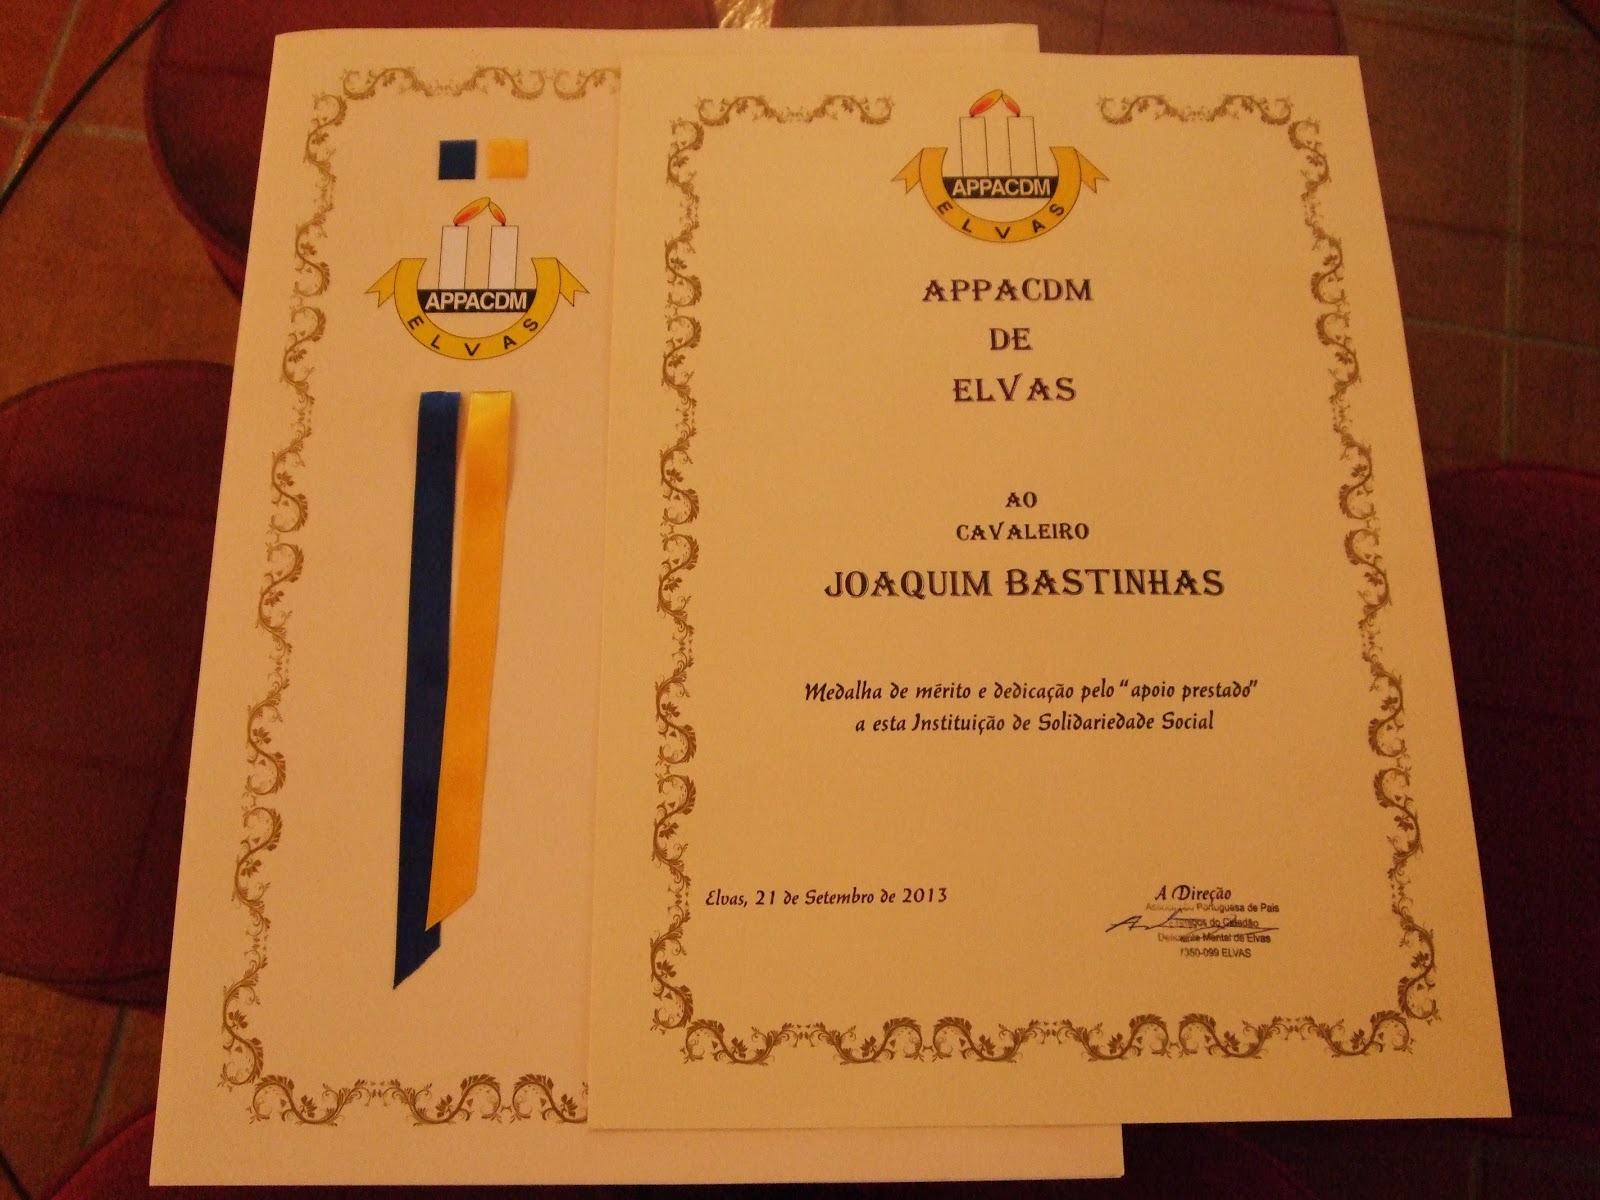 APPACDM
ELVAS
APPACDM
ELVAS
APPACDM
DE
ELVAS
AO
CAVALEIRO
JOAQUIM BASTINHAS
Medalha de mérito e dedicação pelo "apoio prestado"
a esta Instituição de Solidariedade Social
Elvas, 21 de Setembro de 2013
A Direção
Portuguesa de Pais
do Cidadão
Mental de Elvas
7350-099 ELVAS